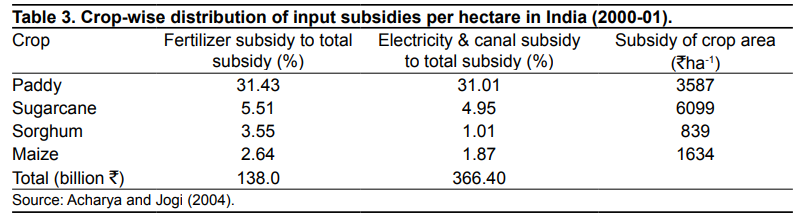 Table 3. Crop-wise distribution of input subsidies per hectare in India (2000-01).
Crop Fertilizer subsidy to total subsidy (%) Electricity & canal subsidy to total subsidy (%) Subsidy of crop area (₹ha⁻¹)
Paddy 31.43 31.01 3587
Sugarcane 5.51 4.95 6099
Sorghum 3.55 1.01 839
Maize 2.64 1.87 1634
Total (billion ₹) 138.0 366.40
Source: Acharya and Jogi (2004).